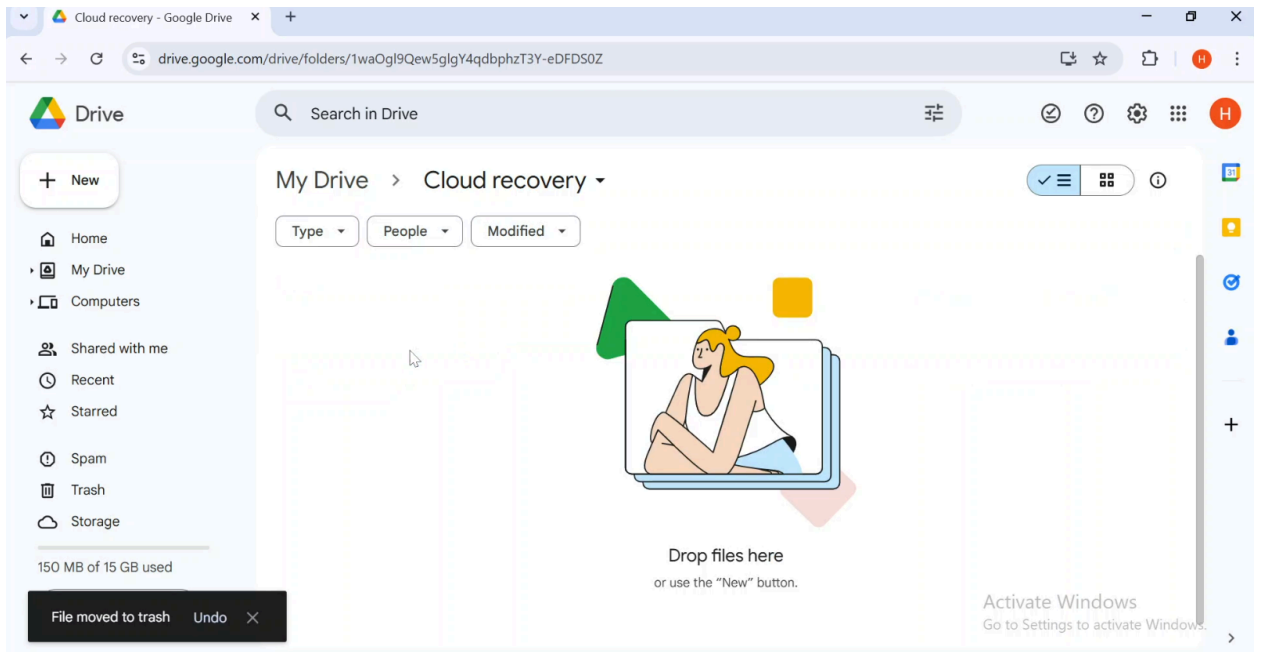 Cloud recovery - Google Drive
drive.google.com/drive/folders/1waOgl9Qew5glgY4qdbphzT3Y-eDFDS0Z
H
Drive
Search in Drive
H
New
My Drive > Cloud recovery
31
Type
People
Modified
Home
My Drive
Computers
Shared with me
Recent
Starred
Spam
Trash
Storage
150 MB of 15 GB used
Drop files here
or use the “New” button.
File moved to trash Undo
Activate Windows
Go to Settings to activate Windows.